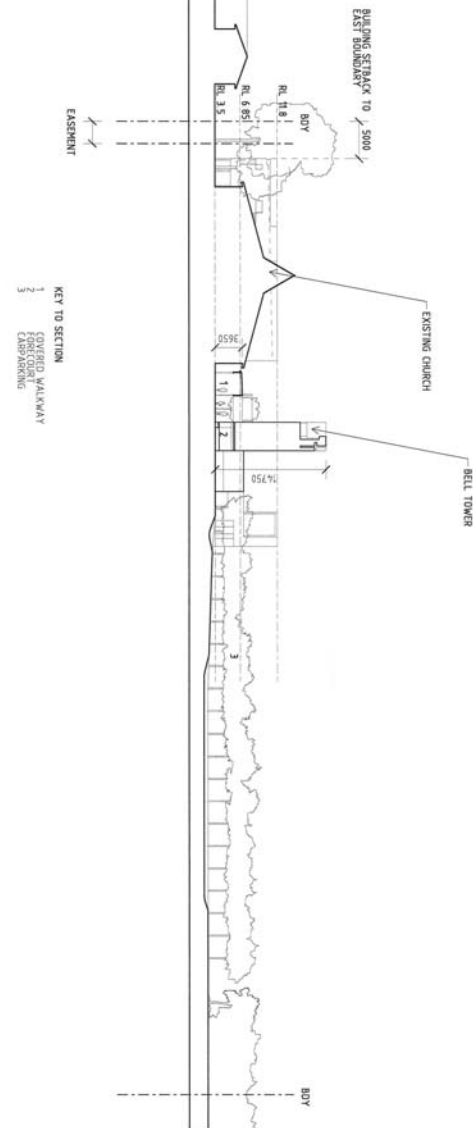 BUILDING SETBACK TO
EAST BOUNDARY
5000
BDY
RL 11.8
RL 6.85
RL 3.5
EASEMENT
EXISTING CHURCH
BELL TOWER
3650
14750
1
2
3
BDY
KEY TO SECTION
1 COVERED WALKWAY
2 FORECOURT
3 CARPARKING